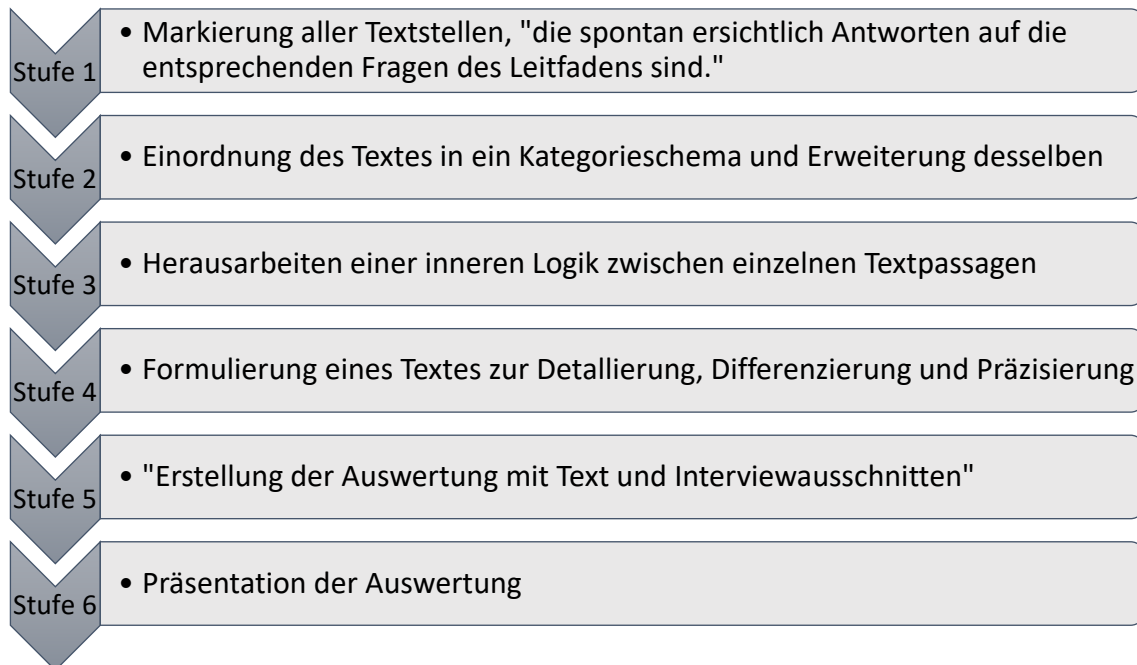 Stufe 1
• Markierung aller Textstellen, "die spontan ersichtlich Antworten auf die
entsprechenden Fragen des Leitfadens sind."
Stufe 2
• Einordnung des Textes in ein Kategorieschema und Erweiterung desselben
Stufe 3
• Herausarbeiten einer inneren Logik zwischen einzelnen Textpassagen
Stufe 4
• Formulierung eines Textes zur Detallierung, Differenzierung und Präzisierung
Stufe 5
• "Erstellung der Auswertung mit Text und Interviewausschnitten"
Stufe 6
• Präsentation der Auswertung